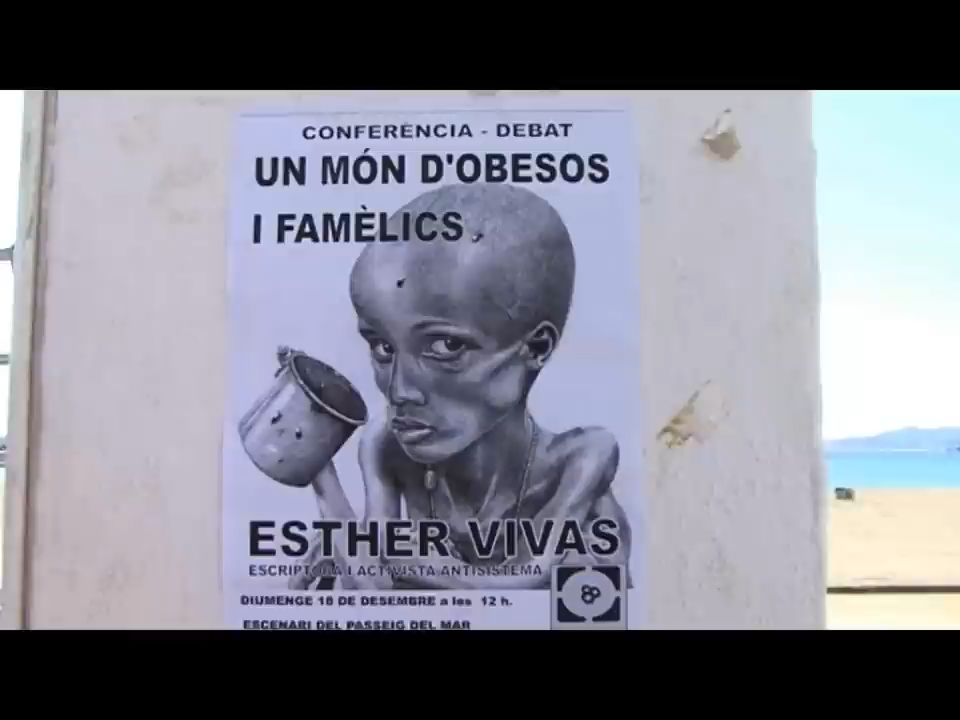 CONFERÈNCIA - DEBAT
UN MÓN D'OBESOS
I FAMÈLICS
ESTHER VIVAS
ESCRIPTORA I ACTIVISTA ANTISISTEMA
DIUMENGE 18 DE DESEMBRE a les 12 h.
ESCENARI DEL PASSEIG DEL MAR